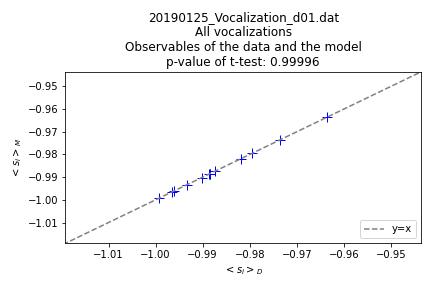 20190125_Vocalization_d01.dat
All vocalizations
Observables of the data and the model
p-value of t-test: 0.99996
−0.95
−0.96
−0.97
−0.98
−0.99
−1.00
−1.01
< s_i >_M
y=x
−1.01 −1.00 −0.99 −0.98 −0.97 −0.96 −0.95
< s_i >_D